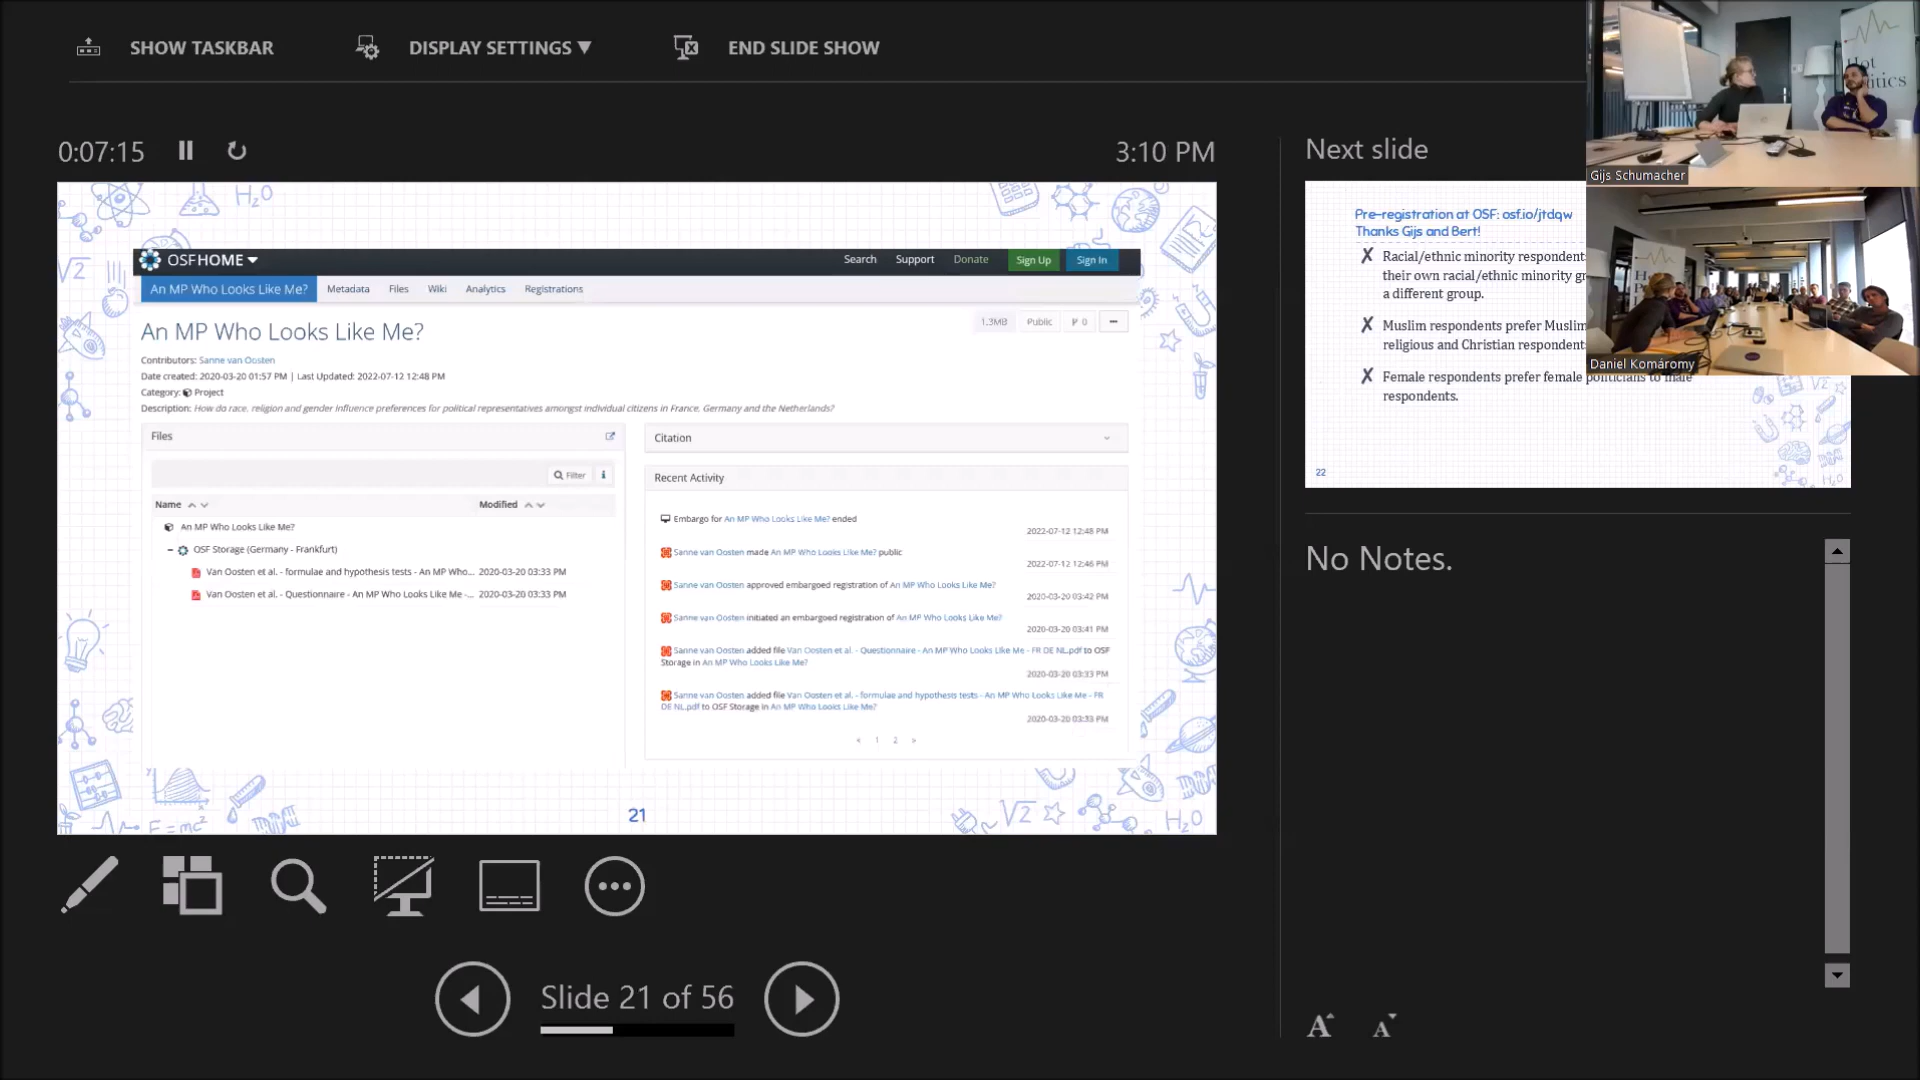 SHOW TASKBAR
DISPLAY SETTINGS ▼
END SLIDE SHOW
0:07:15
3:10 PM
H₂O
√2
OSFHOME
Search
Support
Donate
Sign Up
Sign In
An MP Who Looks Like Me?
Metadata
Files
Wiki
Analytics
Registrations
An MP Who Looks Like Me?
1.3MB
Public
0
Contributors: Sanne van Oosten
Date created: 2020-03-20 01:57 PM | Last Updated: 2022-07-12 12:48 PM
Category: Project
Description: How do race, religion and gender influence preferences for political representatives amongst individual citizens in France, Germany and the Netherlands?
Files
Filter
Name
Modified
An MP Who Looks Like Me?
OSF Storage (Germany - Frankfurt)
Van Oosten et al. - formulae and hypothesis tests - An MP Who... 2020-03-20 03:33 PM
Van Oosten et al. - Questionnaire - An MP Who Looks Like Me -... 2020-03-20 03:33 PM
Citation
Recent Activity
Embargo for An MP Who Looks Like Me? ended
2022-07-12 12:48 PM
Sanne van Oosten made An MP Who Looks Like Me? public
2022-07-12 12:46 PM
Sanne van Oosten approved embargoed registration of An MP Who Looks Like Me?
2020-03-20 03:42 PM
Sanne van Oosten initiated an embargoed registration of An MP Who Looks Like Me?
2020-03-20 03:41 PM
Sanne van Oosten added file Van Oosten et al. - Questionnaire - An MP Who Looks Like Me - FR DE NL.pdf to OSF
Storage in An MP Who Looks Like Me?
2020-03-20 03:33 PM
Sanne van Oosten added file Van Oosten et al. - formulae and hypothesis tests - An MP Who Looks Like Me - FR
DE NL.pdf to OSF Storage in An MP Who Looks Like Me?
2020-03-20 03:33 PM
< 1 2 >
E=mc²
√2
H₂O
21
Slide 21 of 56
Next slide
Pre-registration at OSF: osf.io/jtdqw
Thanks Gijs and Bert!
✗ Racial/ethnic minority respondents
their own racial/ethnic minority gr
a different group.
✗ Muslim respondents prefer Muslim
religious and Christian respondent
✗ Female respondents prefer female politicians to male
respondents.
√2
H₂O
22
Hot
itics
Gijs Schumacher
Daniel Komáromy
No Notes.